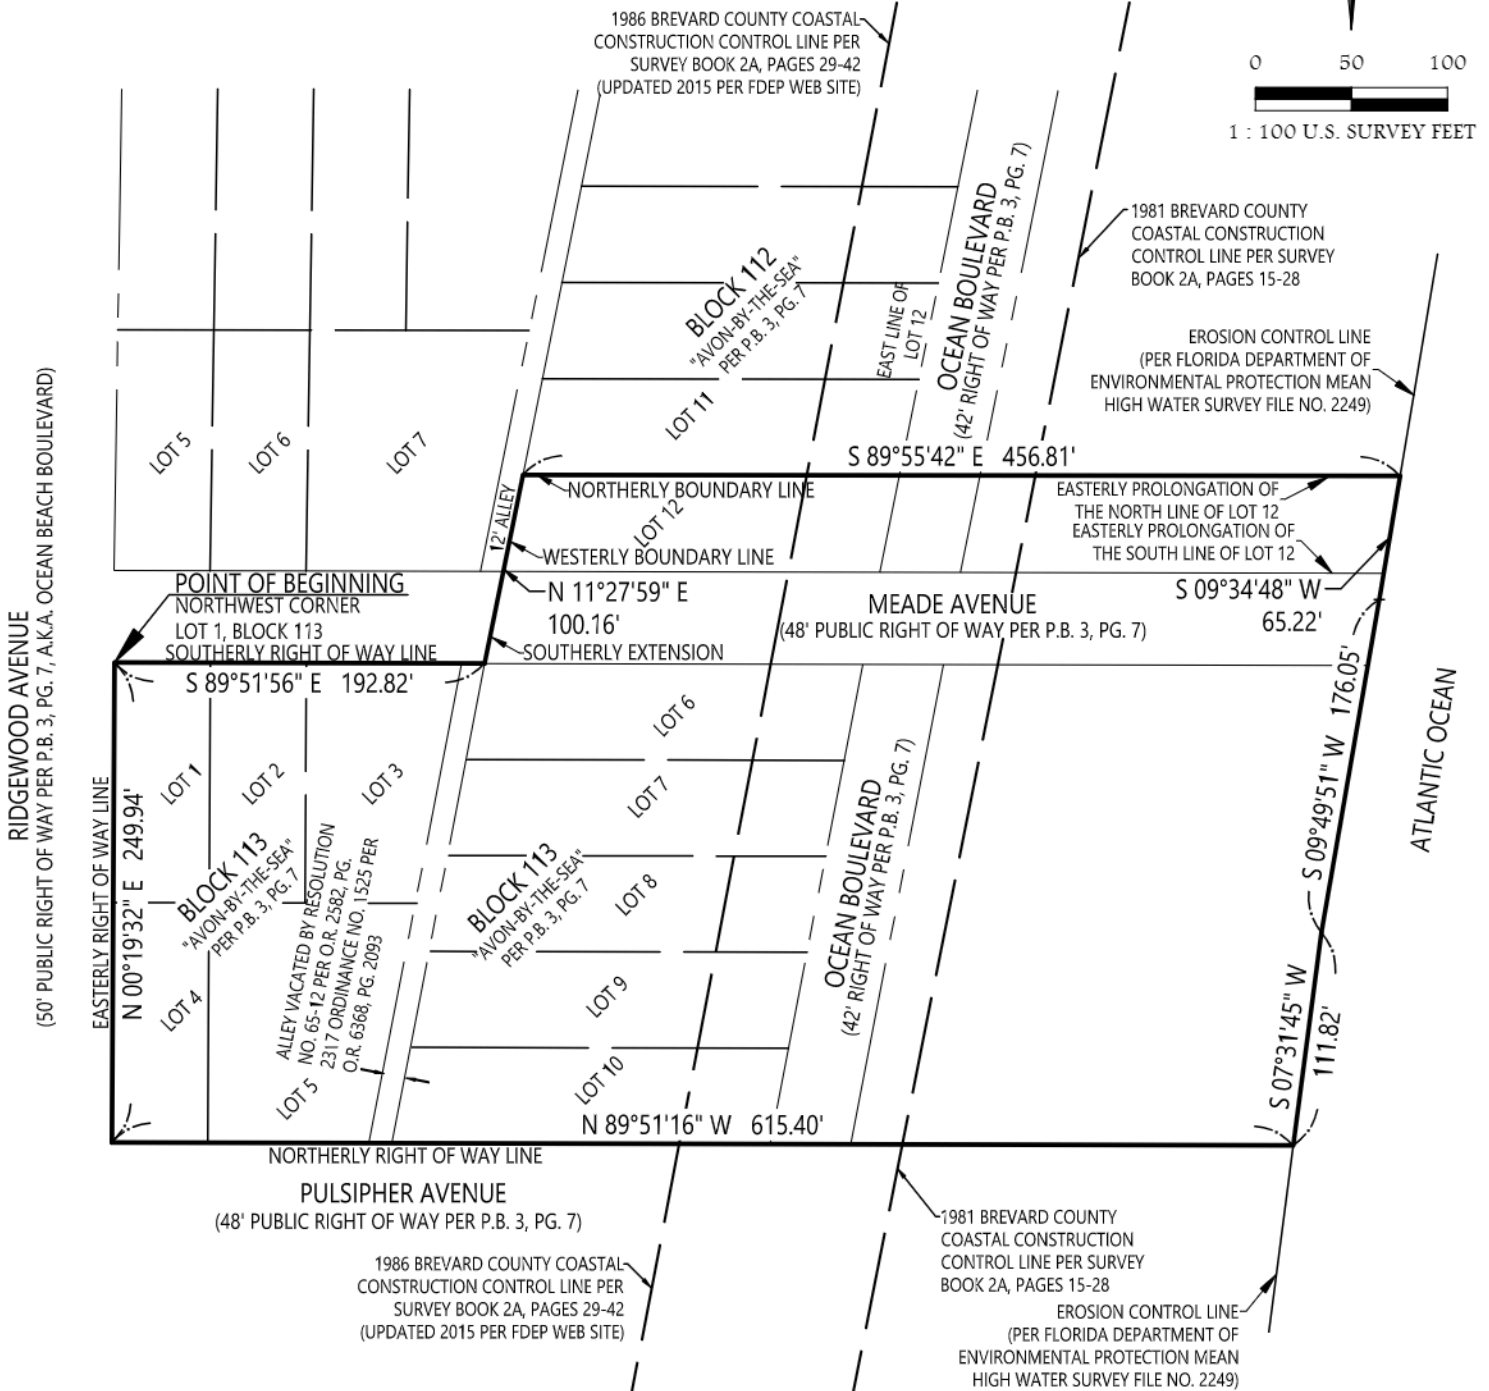 1986 BREVARD COUNTY COASTAL
CONSTRUCTION CONTROL LINE PER
SURVEY BOOK 2A, PAGES 29-42
(UPDATED 2015 PER FDEP WEB SITE)
0 50 100
1 : 100 U.S. SURVEY FEET
1981 BREVARD COUNTY
COASTAL CONSTRUCTION
CONTROL LINE PER SURVEY
BOOK 2A, PAGES 15-28
EROSION CONTROL LINE
(PER FLORIDA DEPARTMENT OF
ENVIRONMENTAL PROTECTION MEAN
HIGH WATER SURVEY FILE NO. 2249)
BLOCK 112
"AVON-BY-THE-SEA"
PER P.B. 3, PG. 7
EAST LINE OF
LOT 12
OCEAN BOULEVARD
(42' RIGHT OF WAY PER P.B. 3, PG. 7)
LOT 5
LOT 6
LOT 7
LOT 11
S 89°55'42" E 456.81'
12' ALLEY
NORTHERLY BOUNDARY LINE
LOT 12
WESTERLY BOUNDARY LINE
EASTERLY PROLONGATION OF
THE NORTH LINE OF LOT 12
EASTERLY PROLONGATION OF
THE SOUTH LINE OF LOT 12
POINT OF BEGINNING
NORTHWEST CORNER
LOT 1, BLOCK 113
SOUTHERLY RIGHT OF WAY LINE
N 11°27'59" E
100.16'
SOUTHERLY EXTENSION
MEADE AVENUE
(48' PUBLIC RIGHT OF WAY PER P.B. 3, PG. 7)
S 09°34'48" W
65.22'
S 89°51'56" E 192.82'
RIDGEWOOD AVENUE
(50' PUBLIC RIGHT OF WAY PER P.B. 3, PG. 7, A.K.A. OCEAN BEACH BOULEVARD)
EASTERLY RIGHT OF WAY LINE
N 00°19'32" E 249.94'
LOT 1
LOT 2
LOT 3
BLOCK 113
"AVON-BY-THE-SEA"
PER P.B. 3, PG. 7
LOT 4
ALLEY VACATED BY RESOLUTION
NO. 65-12 PER O.R. 2582, PG.
2317 ORDINANCE NO. 1525 PER
O.R. 6368, PG. 2093
LOT 5
LOT 6
LOT 7
BLOCK 113
"AVON-BY-THE-SEA"
PER P.B. 3, PG. 7
LOT 8
LOT 9
LOT 10
OCEAN BOULEVARD
(42' RIGHT OF WAY PER P.B. 3, PG. 7)
S 09°49'51" W 176.05'
ATLANTIC OCEAN
S 07°31'45" W
111.82'
N 89°51'16" W 615.40'
NORTHERLY RIGHT OF WAY LINE
PULSIPHER AVENUE
(48' PUBLIC RIGHT OF WAY PER P.B. 3, PG. 7)
1986 BREVARD COUNTY COASTAL
CONSTRUCTION CONTROL LINE PER
SURVEY BOOK 2A, PAGES 29-42
(UPDATED 2015 PER FDEP WEB SITE)
1981 BREVARD COUNTY
COASTAL CONSTRUCTION
CONTROL LINE PER SURVEY
BOOK 2A, PAGES 15-28
EROSION CONTROL LINE
(PER FLORIDA DEPARTMENT OF
ENVIRONMENTAL PROTECTION MEAN
HIGH WATER SURVEY FILE NO. 2249)